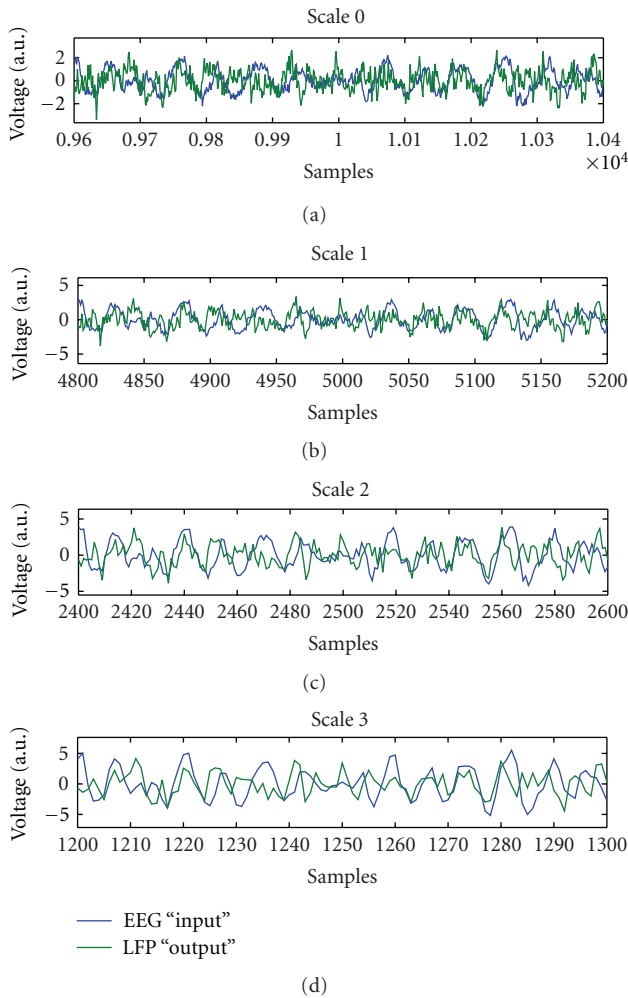 Scale 0
Voltage (a.u.)
2
0
−2
0.96 0.97 0.98 0.99 1 1.01 1.02 1.03 1.04
×10⁴
Samples
(a)
Scale 1
Voltage (a.u.)
5
0
−5
4800 4850 4900 4950 5000 5050 5100 5150 5200
Samples
(b)
Scale 2
Voltage (a.u.)
5
0
−5
2400 2420 2440 2460 2480 2500 2520 2540 2560 2580 2600
Samples
(c)
Scale 3
Voltage (a.u.)
5
0
−5
1200 1210 1220 1230 1240 1250 1260 1270 1280 1290 1300
Samples
EEG “input”
LFP “output”
(d)